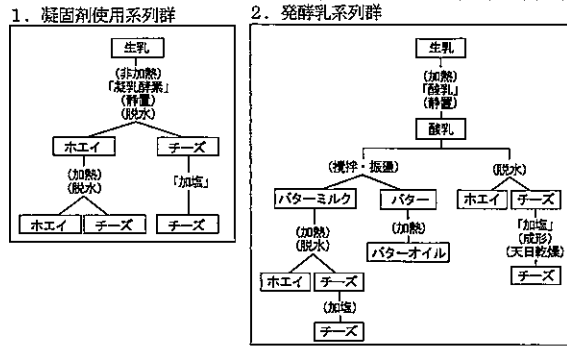 1．凝固剤使用系列群
生乳
(非加熱)
「凝乳酵素」
(静置)
(脱水)
ホエイ
チーズ
(加熱)
(脱水)
「加塩」
ホエイ
チーズ
チーズ
2．発酵乳系列群
生乳
(加熱)
「酸乳」
(静置)
酸乳
(攪拌・振盪)
(脱水)
バターミルク
バター
ホエイ
チーズ
(加熱)
(脱水)
(加熱)
「加塩」
(成形)
(天日乾燥)
バターオイル
チーズ
ホエイ
チーズ
(加塩)
チーズ